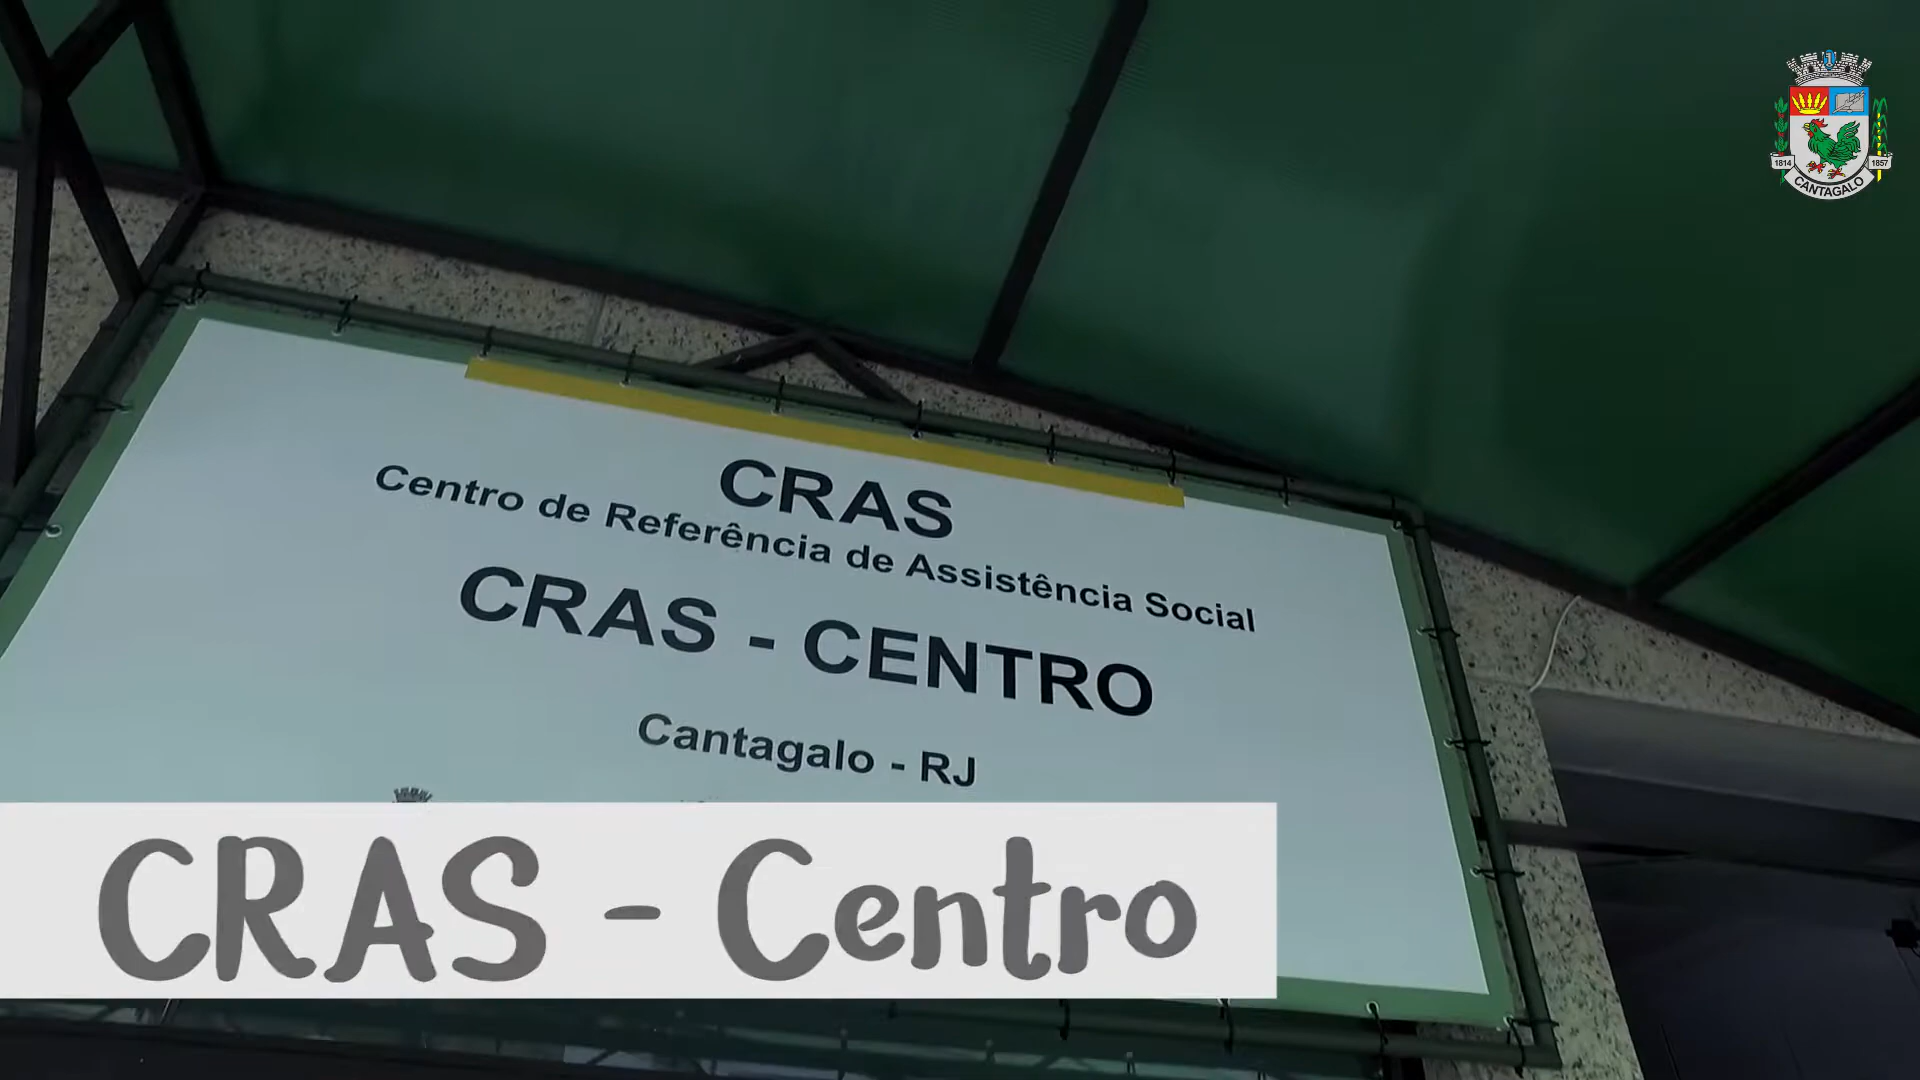 1814
1857
CANTAGALO
CRAS
Centro de Referência de Assistência Social
CRAS - CENTRO
Cantagalo - RJ
CRAS - Centro